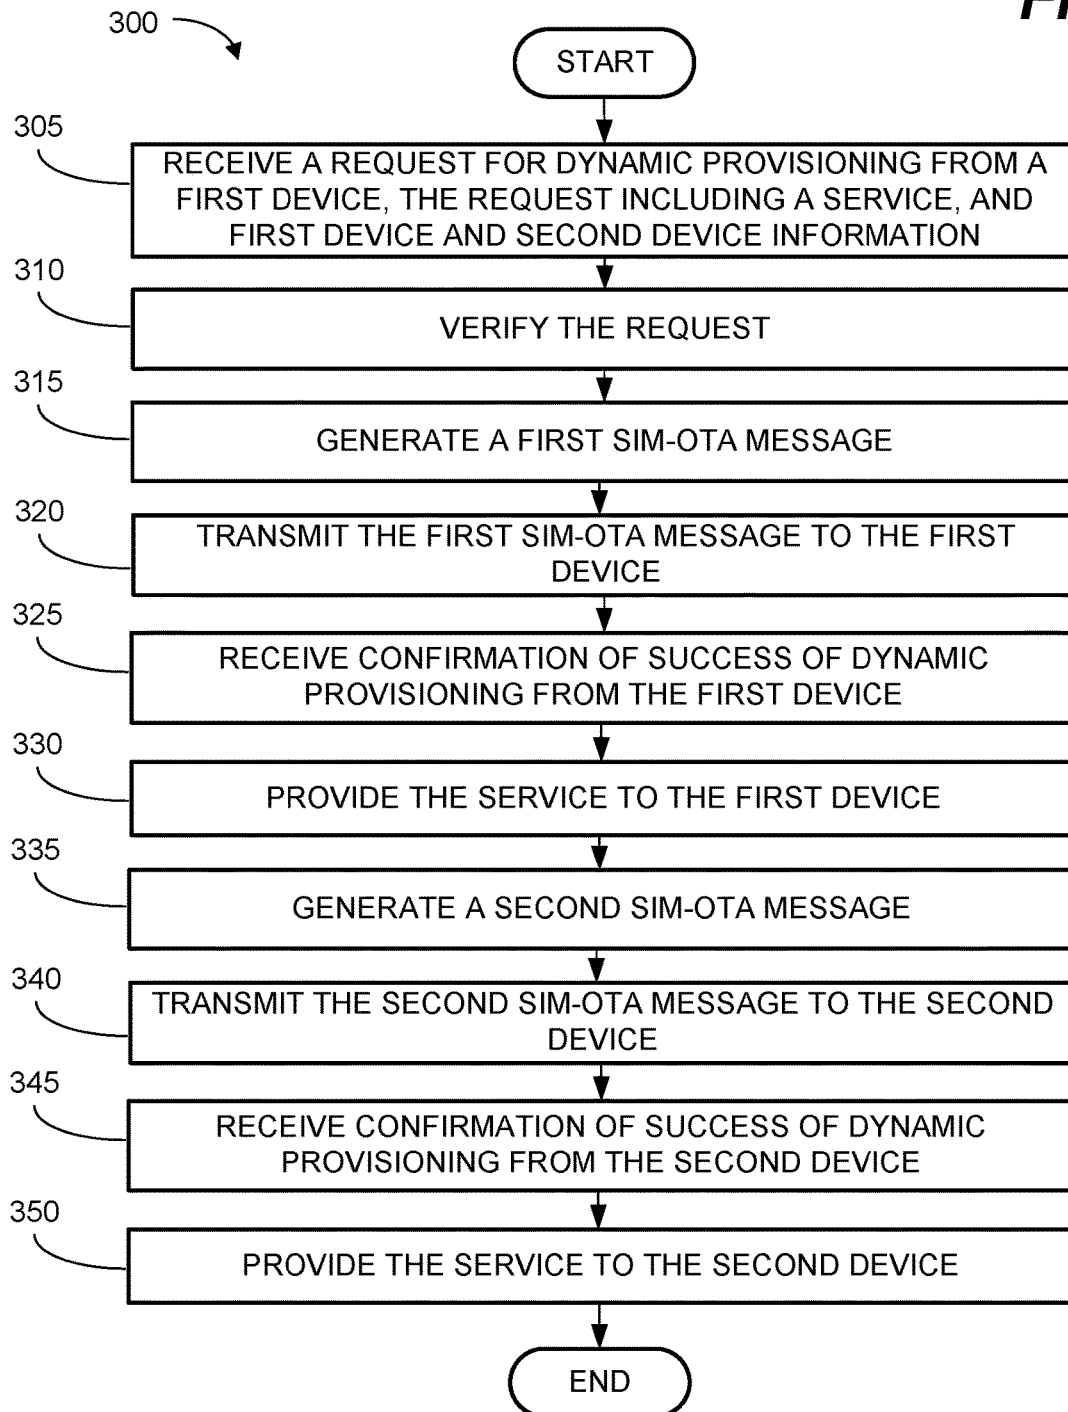 300
START
305
RECEIVE A REQUEST FOR DYNAMIC PROVISIONING FROM A
FIRST DEVICE, THE REQUEST INCLUDING A SERVICE, AND
FIRST DEVICE AND SECOND DEVICE INFORMATION
310
VERIFY THE REQUEST
315
GENERATE A FIRST SIM-OTA MESSAGE
320
TRANSMIT THE FIRST SIM-OTA MESSAGE TO THE FIRST
DEVICE
325
RECEIVE CONFIRMATION OF SUCCESS OF DYNAMIC
PROVISIONING FROM THE FIRST DEVICE
330
PROVIDE THE SERVICE TO THE FIRST DEVICE
335
GENERATE A SECOND SIM-OTA MESSAGE
340
TRANSMIT THE SECOND SIM-OTA MESSAGE TO THE SECOND
DEVICE
345
RECEIVE CONFIRMATION OF SUCCESS OF DYNAMIC
PROVISIONING FROM THE SECOND DEVICE
350
PROVIDE THE SERVICE TO THE SECOND DEVICE
END